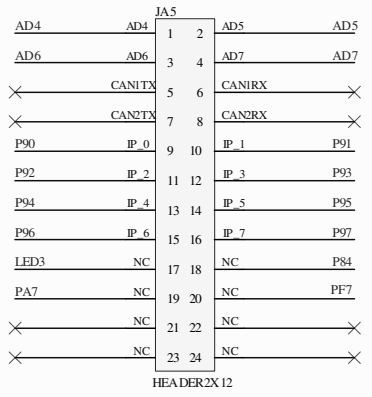 JA5
AD4 AD4 1 2 AD5 AD5
AD6 AD6 3 4 AD7 AD7
CAN1TX 5 6 CAN1RX
CAN2TX 7 8 CAN2RX
P90 IP_0 9 10 IP_1 P91
P92 IP_2 11 12 IP_3 P93
P94 IP_4 13 14 IP_5 P95
P96 IP_6 15 16 IP_7 P97
LED3 NC 17 18 NC P84
PA7 NC 19 20 NC PF7
NC 21 22 NC
NC 23 24 NC
HEADER2X12